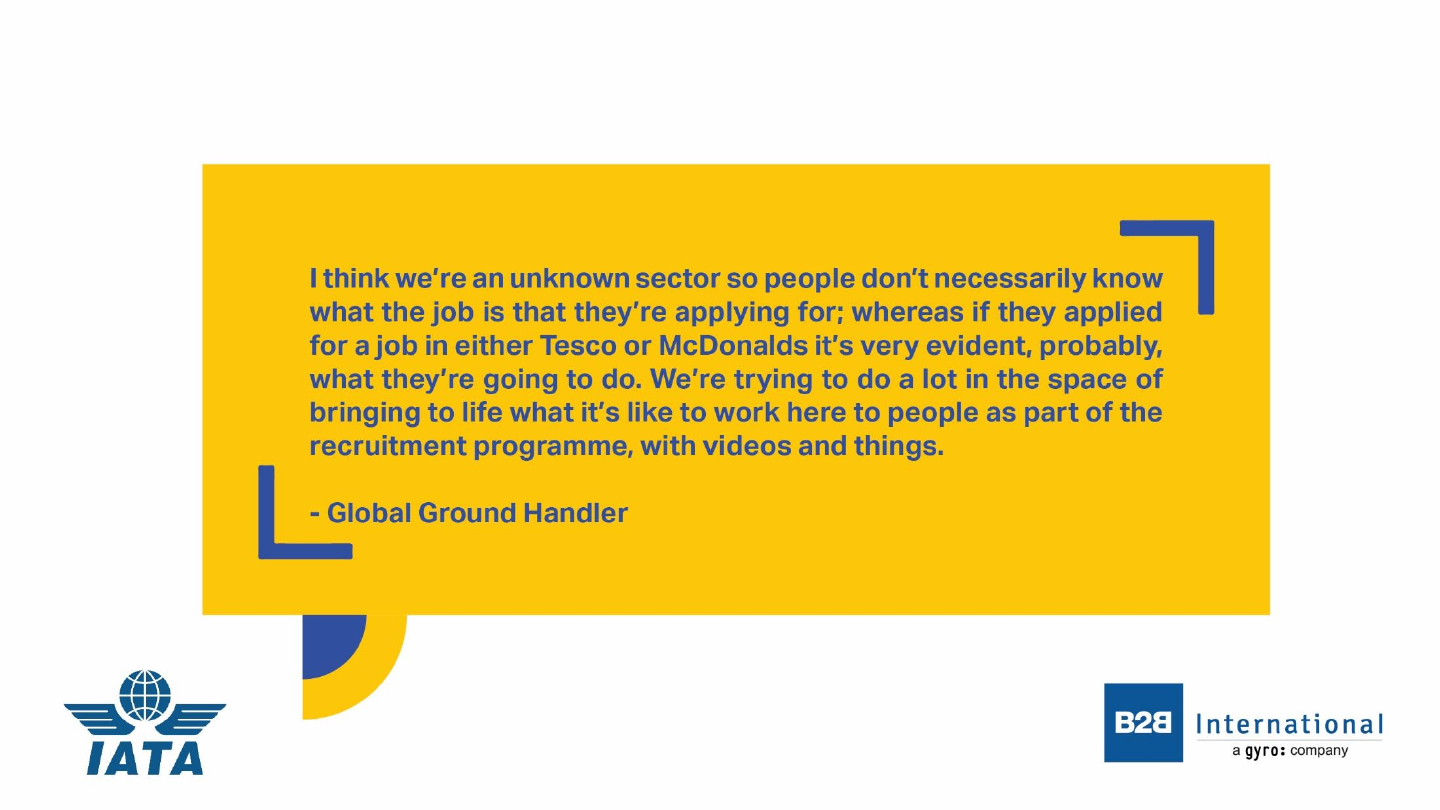 I think we’re an unknown sector so people don’t necessarily know
what the job is that they’re applying for; whereas if they applied
for a job in either Tesco or McDonalds it’s very evident, probably,
what they’re going to do. We’re trying to do a lot in the space of
bringing to life what it’s like to work here to people as part of the
recruitment programme, with videos and things.
- Global Ground Handler
IATA
B2B International
a gyro: company